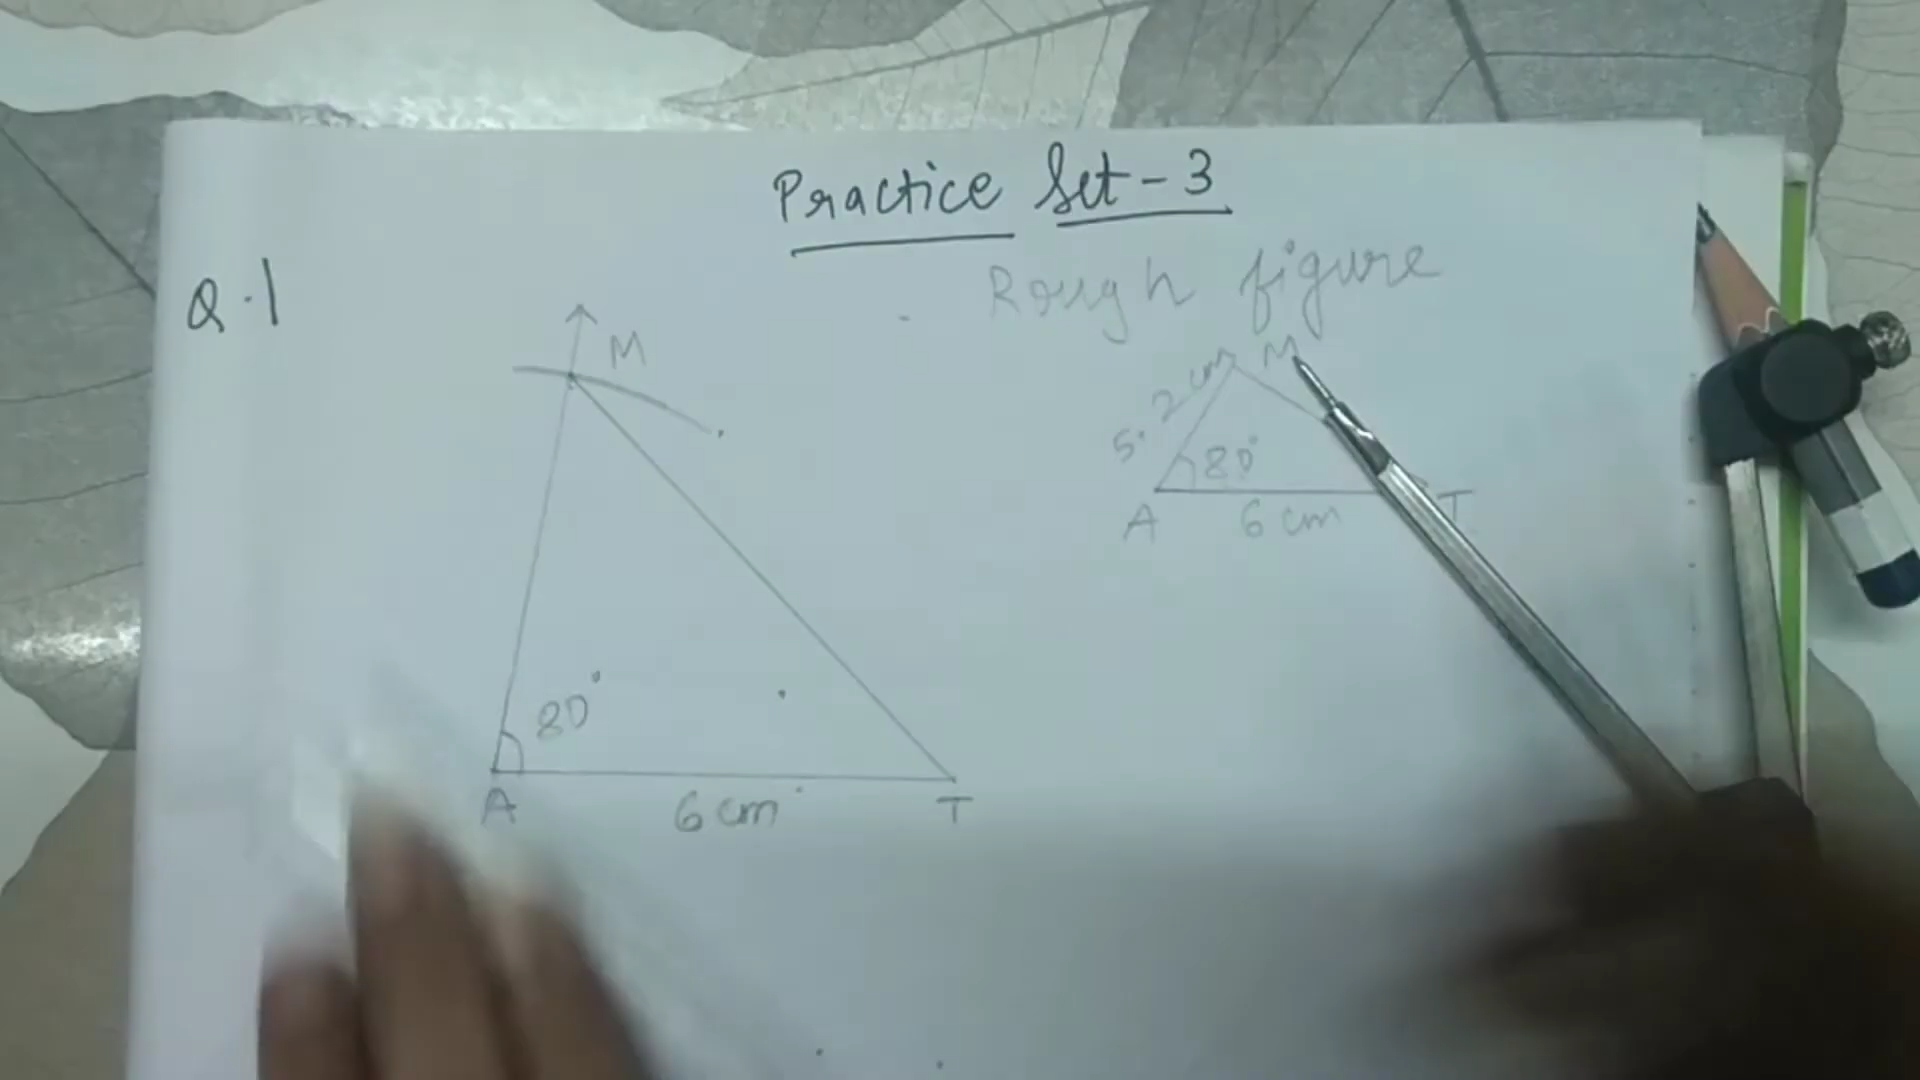 Practice Set - 3
Rough figure
Q.1
M
M
5.2 cm
80°
A
6 cm
T
80°
A
6 cm
T